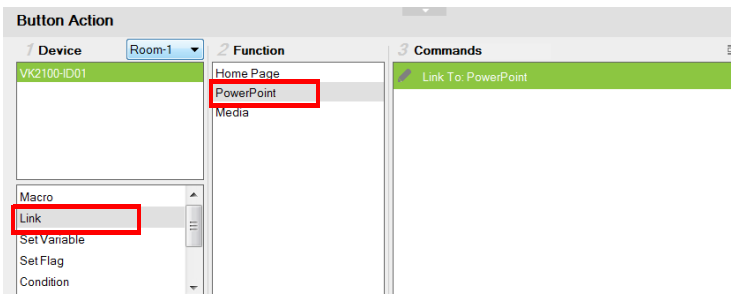 Button Action
1 Device
Room-1
2 Function
3 Commands
VK2100-ID01
Home Page
PowerPoint
Media
Link To: PowerPoint
Macro
Link
Set Variable
Set Flag
Condition